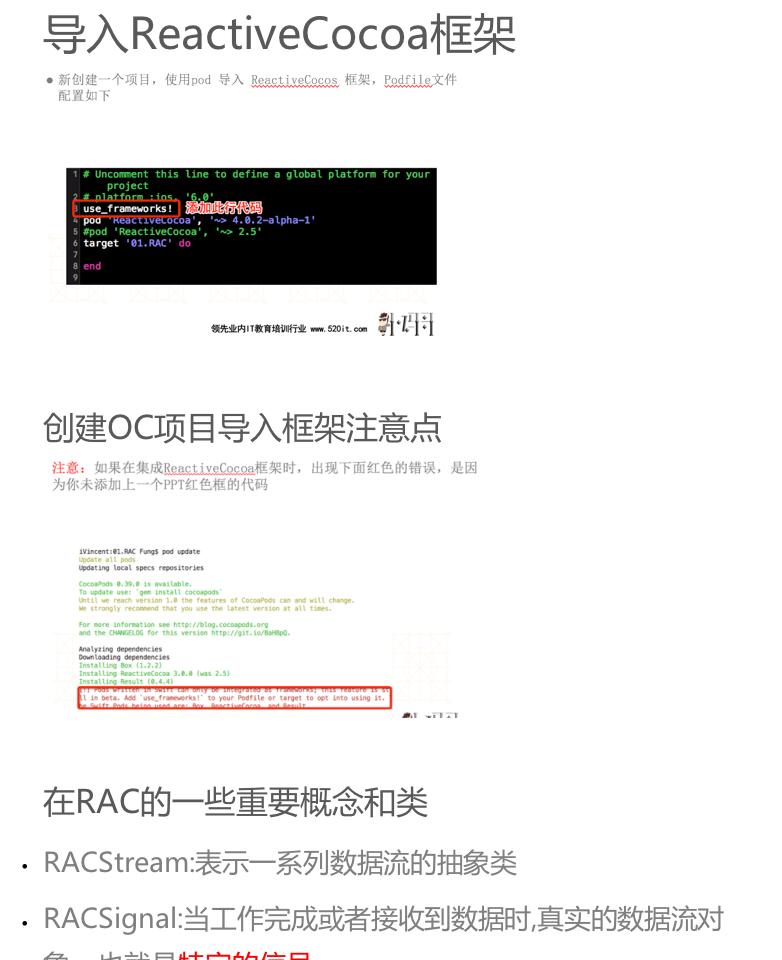 导入ReactiveCocoa框架
• 新创建一个项目，使用pod 导入 ReactiveCocos 框架，Podfile文件
配置如下
1 # Uncomment this line to define a global platform for your
project
2 # platform :ios, '6.0'
3 use_frameworks! 添加此行代码
4 pod 'ReactiveCocoa', '~> 4.0.2-alpha-1'
5 #pod 'ReactiveCocoa', '~> 2.5'
6 target '01.RAC' do
7
8 end
9
领先业内IT教育培训行业 www.520it.com
创建OC项目导入框架注意点
注意：如果在集成ReactiveCocoa框架时，出现下面红色的错误，是因
为你未添加上一个PPT红色框的代码
iVincent:01.RAC Fung$ pod update
Update all pods
Updating local specs repositories
CocoaPods 0.39.0 is available.
To update use: `gem install cocoapods`
Until we reach version 1.0 the features of CocoaPods can and will change.
We strongly recommend that you use the latest version at all times.
For more information see http://blog.cocoapods.org
and the CHANGELOG for this version http://git.io/BaH8pQ.
Analyzing dependencies
Downloading dependencies
Installing Box (1.2.2)
Installing ReactiveCocoa 3.0.0 (was 2.5)
Installing Result (0.4.4)
[!] Pods written in Swift can only be integrated as frameworks; this feature is st
ll in beta. Add `use_frameworks!` to your Podfile or target to opt into using it.
he Swift Pods being used are: Box, ReactiveCocoa, and Result
在RAC的一些重要概念和类
• RACStream:表示一系列数据流的抽象类
• RACSignal:当工作完成或者接收到数据时,真实的数据流对
象，也就是特定的信号